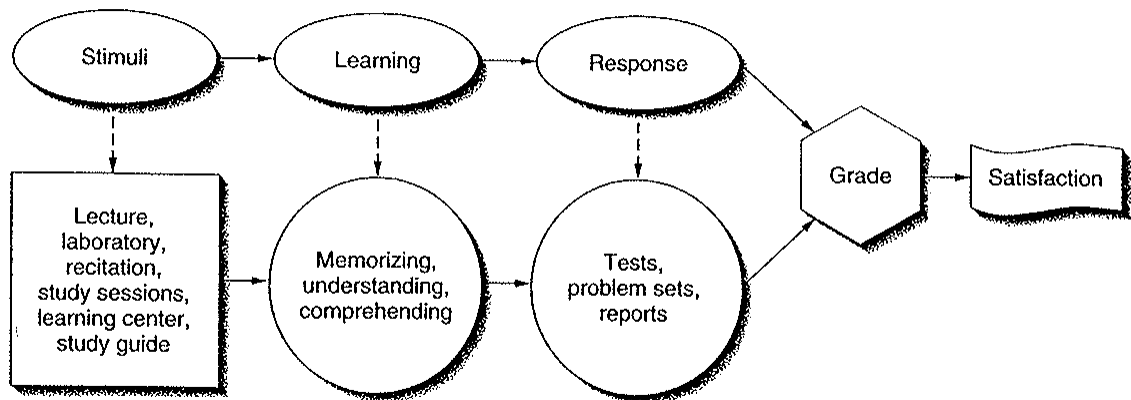 Stimuli
Learning
Response
Grade
Satisfaction
Lecture,
laboratory,
recitation,
study sessions,
learning center,
study guide
Memorizing,
understanding,
comprehending
Tests,
problem sets,
reports